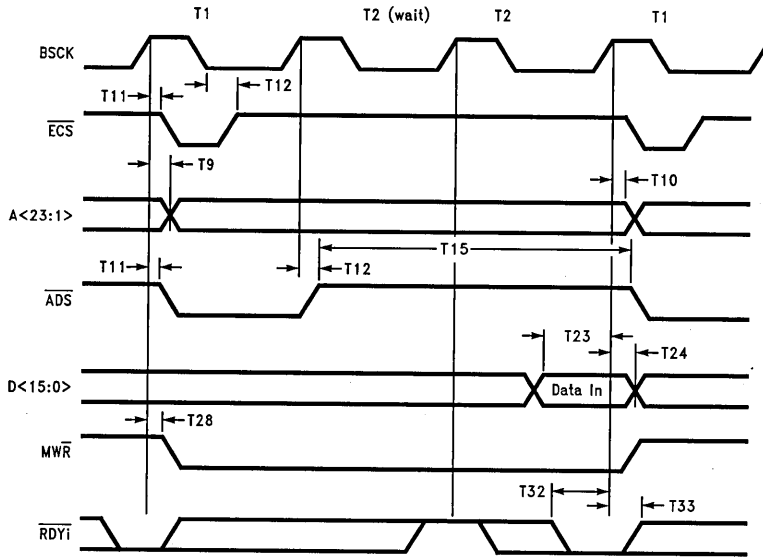 T1 T2 (wait) T2 T1
BSCK
T11 T12
ECS
T9 T10
A<23:1>
T15
T11 T12
ADS
T23
T24
D<15:0> Data In
T28
MWR
T32
T33
RDYi